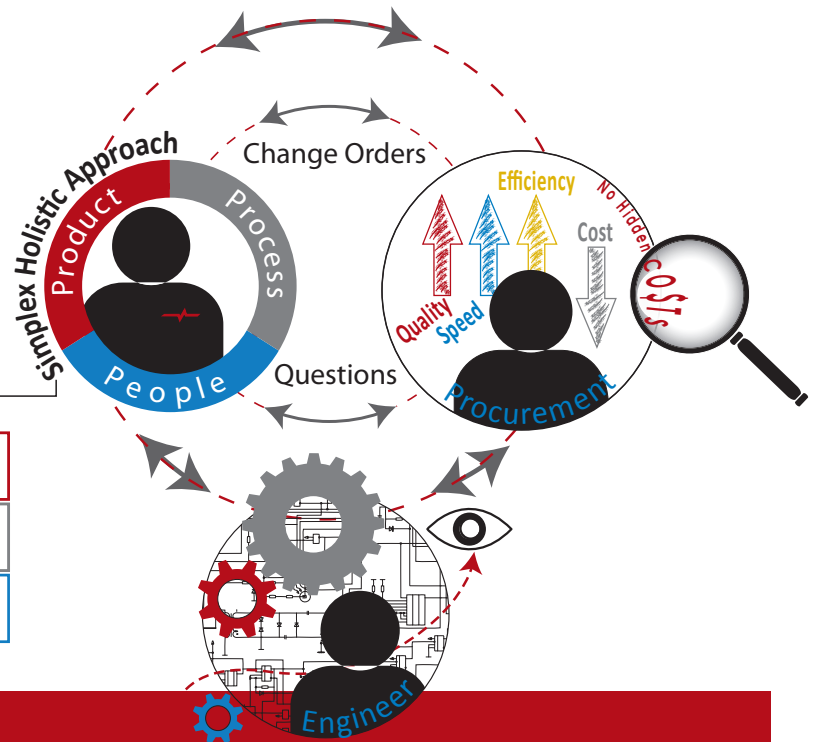 Simplex Holistic Approach
Product
Process
People
Change Orders
Questions
Efficiency
No Hidden
COSTS
Cost
Quality
Speed
Procurement
Engineer